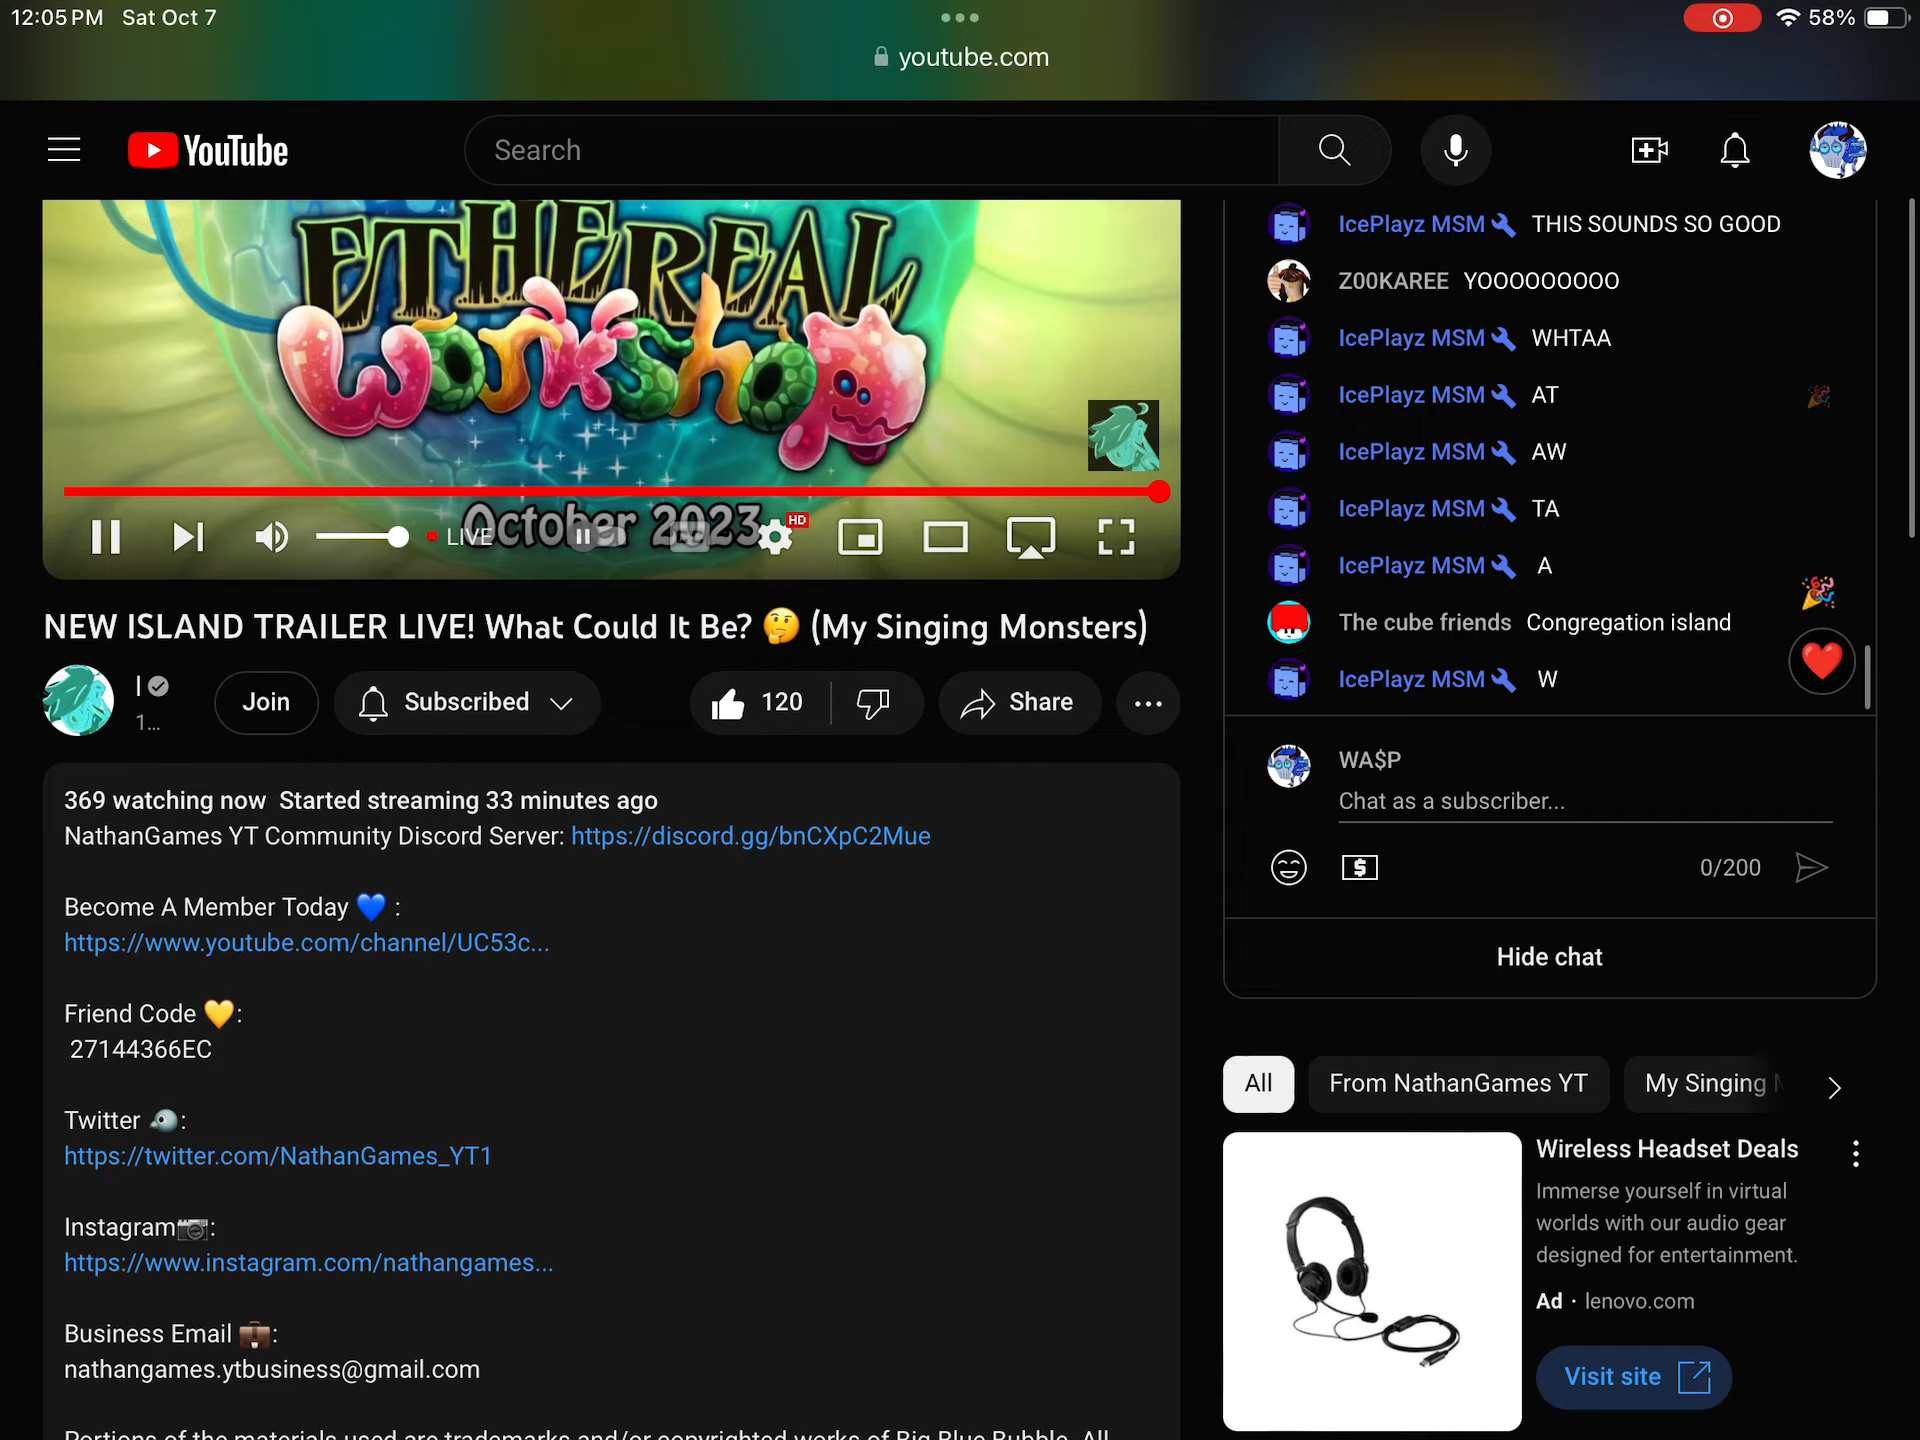 12:05 PM Sat Oct 7
58%
youtube.com
YouTube
Search
ETHEREAL
Workshop
October 2023
LIVE
HD
NEW ISLAND TRAILER LIVE! What Could It Be? 🤔 (My Singing Monsters)
I
1...
Join
Subscribed
120
Share
369 watching now Started streaming 33 minutes ago
NathanGames YT Community Discord Server: https://discord.gg/bnCXpC2Mue
Become A Member Today 💙 :
https://www.youtube.com/channel/UC53c...
Friend Code 💛:
27144366EC
Twitter 🐦:
https://twitter.com/NathanGames_YT1
Instagram📷:
https://www.instagram.com/nathangames...
Business Email 💼:
nathangames.ytbusiness@gmail.com
Portions of the materials used are trademarks and/or copyrighted works of Big Blue Bubble. All
IcePlayz MSM THIS SOUNDS SO GOOD
Z00KAREE YOOOOOOOOO
IcePlayz MSM WHTAA
IcePlayz MSM AT
IcePlayz MSM AW
IcePlayz MSM TA
IcePlayz MSM A
The cube friends Congregation island
IcePlayz MSM W
WA$P
Chat as a subscriber...
0/200
Hide chat
All
From NathanGames YT
My Singing
Wireless Headset Deals
Immerse yourself in virtual
worlds with our audio gear
designed for entertainment.
Ad · lenovo.com
Visit site